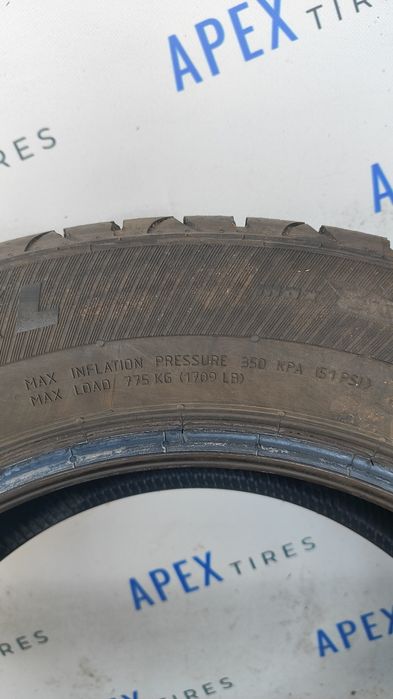 APEX TIRES
RES
APEX
L
MAX INFLATION PRESSURE 350 KPA (51 PSI)
MAX LOAD 775 KG (1709 LB)
APEX TIRES
APEX
RES
AP